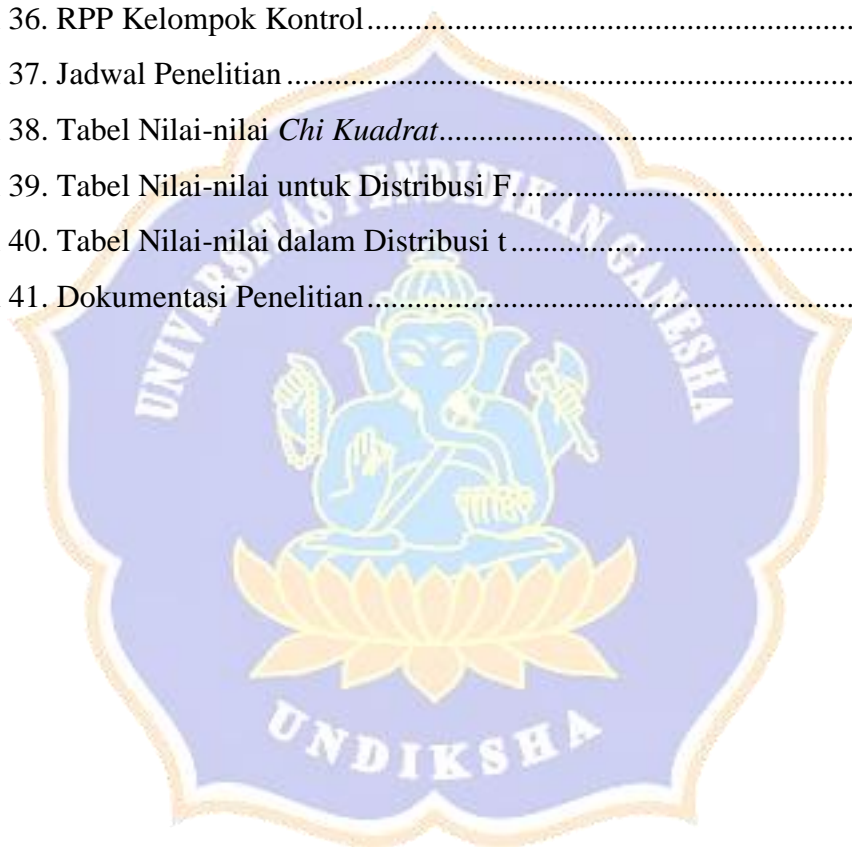 36. RPP Kelompok Kontrol........................................................
37. Jadwal Penelitian..................................................................
38. Tabel Nilai-nilai Chi Kuadrat................................................
39. Tabel Nilai-nilai untuk Distribusi F.......................................
40. Tabel Nilai-nilai dalam Distribusi t.......................................
41. Dokumentasi Penelitian.........................................................
UNIVERSITAS PENDIDIKAN GANESHA
UNDIKSHA